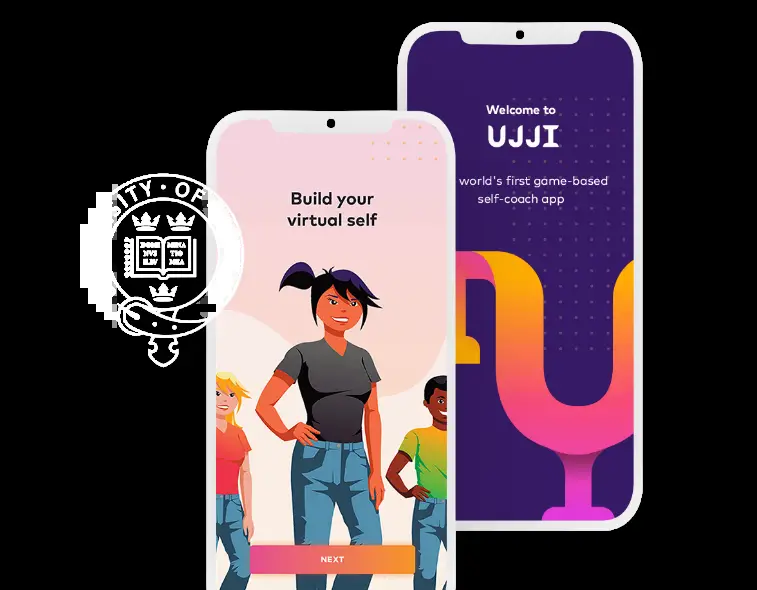 Welcome to
UJJI
world's first game-based
self-coach app
Build your
virtual self
SITY · OF
DOMI MINA
NVS TIO
ILLV MEA
NEXT